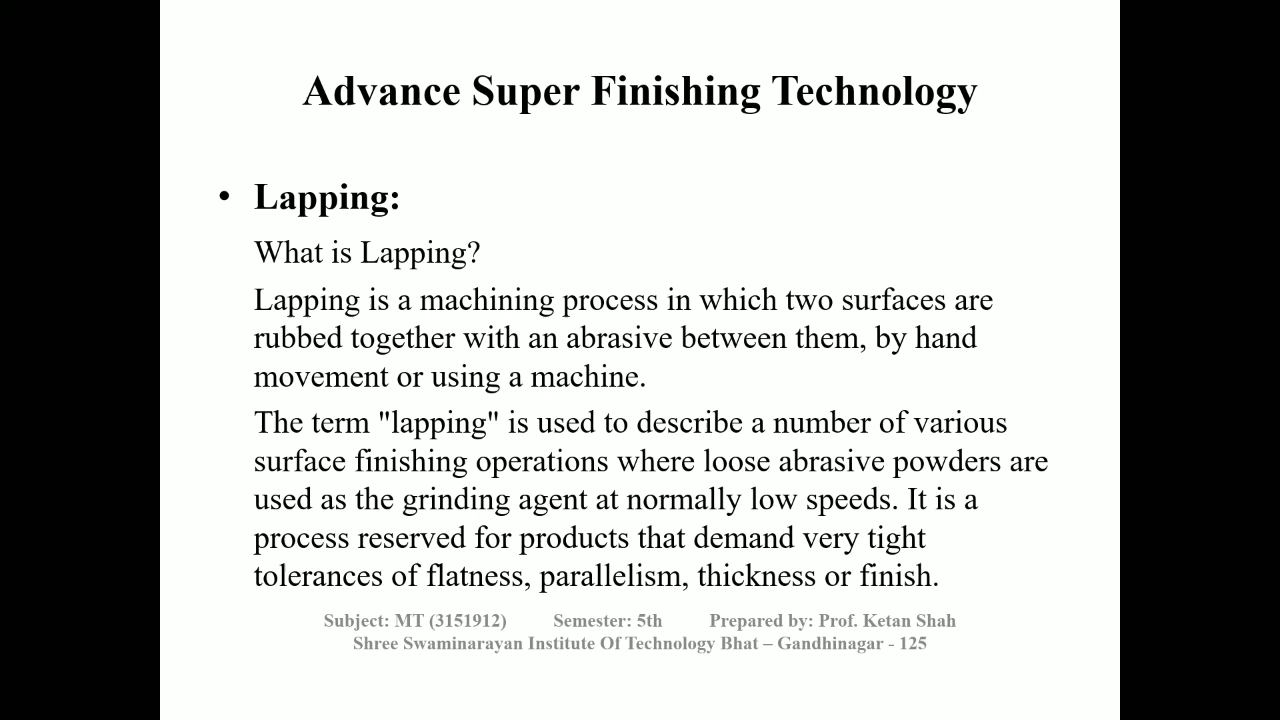 Advance Super Finishing Technology
• Lapping:
What is Lapping?
Lapping is a machining process in which two surfaces are
rubbed together with an abrasive between them, by hand
movement or using a machine.
The term "lapping" is used to describe a number of various
surface finishing operations where loose abrasive powders are
used as the grinding agent at normally low speeds. It is a
process reserved for products that demand very tight
tolerances of flatness, parallelism, thickness or finish.
Subject: MT (3151912) Semester: 5th Prepared by: Prof. Ketan Shah
Shree Swaminarayan Institute Of Technology Bhat – Gandhinagar - 125